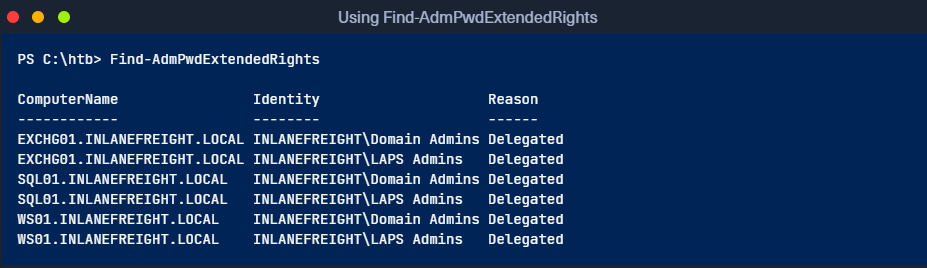 Using Find-AdmPwdExtendedRights
PS C:\htb> Find-AdmPwdExtendedRights
ComputerName                Identity                    Reason
------------                --------                    ------
EXCHG01.INLANEFREIGHT.LOCAL INLANEFREIGHT\Domain Admins Delegated
EXCHG01.INLANEFREIGHT.LOCAL INLANEFREIGHT\LAPS Admins   Delegated
SQL01.INLANEFREIGHT.LOCAL   INLANEFREIGHT\Domain Admins Delegated
SQL01.INLANEFREIGHT.LOCAL   INLANEFREIGHT\LAPS Admins   Delegated
WS01.INLANEFREIGHT.LOCAL    INLANEFREIGHT\Domain Admins Delegated
WS01.INLANEFREIGHT.LOCAL    INLANEFREIGHT\LAPS Admins   Delegated